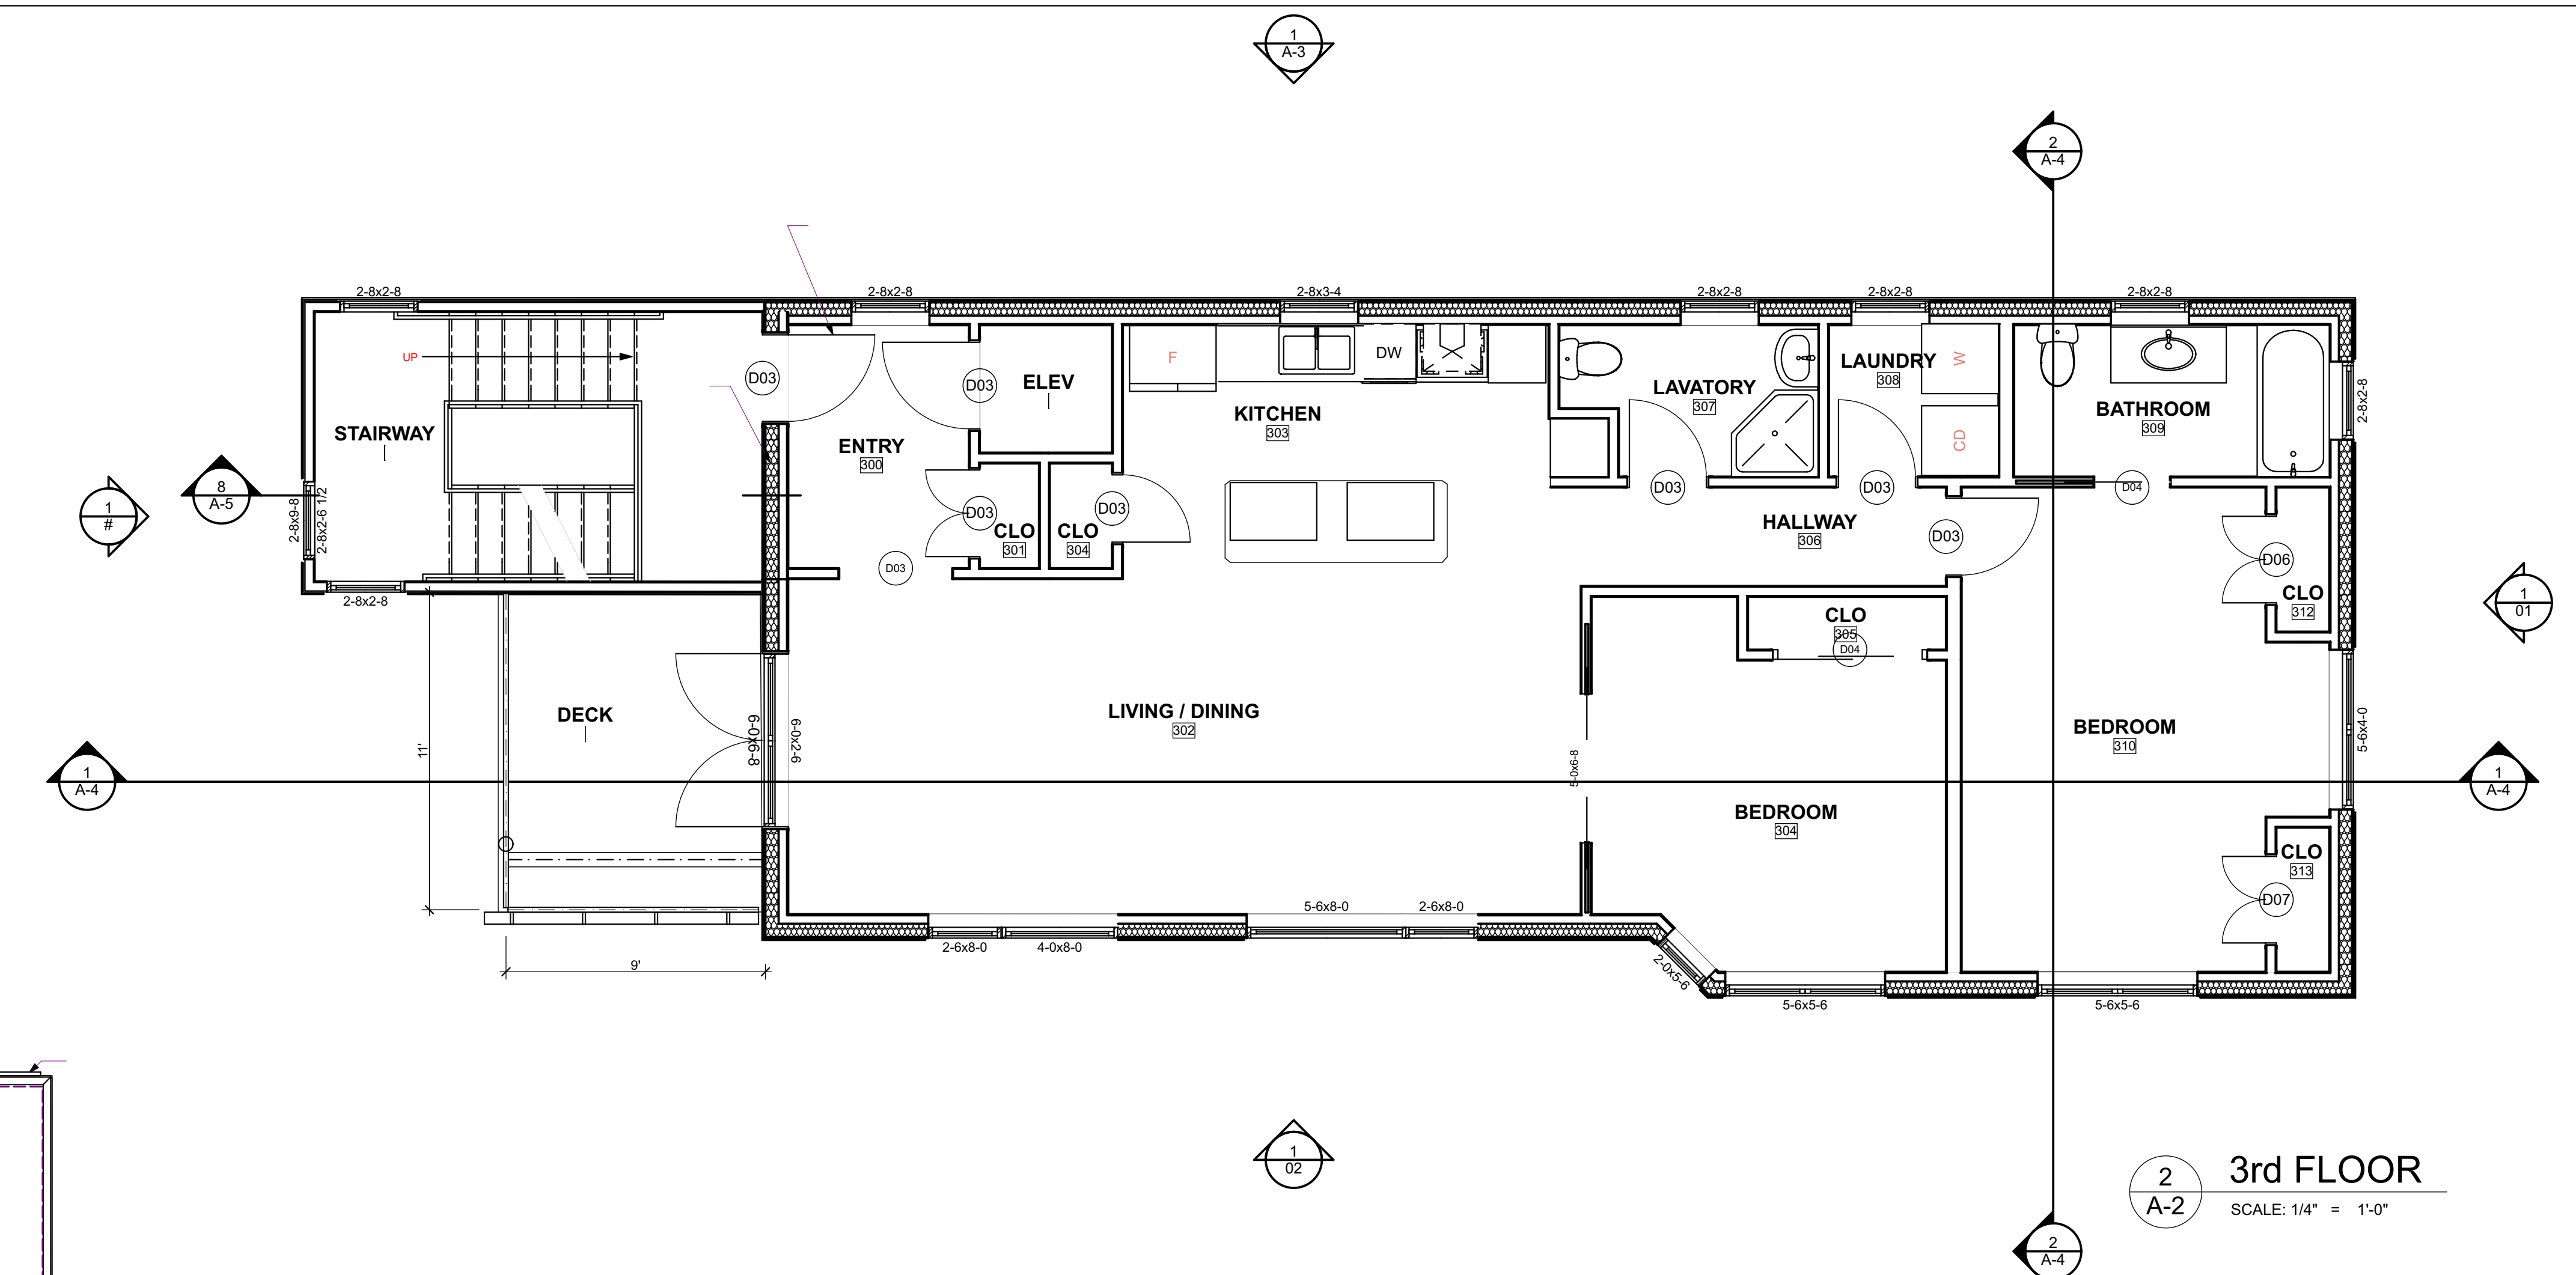 1
A-3
2
A-4
2-8x2-8
2-8x2-8
2-8x3-4
2-8x2-8
2-8x2-8
2-8x2-8
UP
D03
D03
ELEV
F
DW
LAVATORY
307
LAUNDRY
308
W
CD
BATHROOM
309
2-8x2-8
STAIRWAY
ENTRY
300
KITCHEN
303
8
A-5
1
#
2-8x9-8
2-8x2-6 1/2
D03
CLO
301
D03
CLO
304
D03
D03
D03
D04
HALLWAY
306
D03
D06
CLO
312
1
01
2-8x2-8
CLO
305
D04
DECK
11'
6-0x6-8
6-0x2-6
LIVING / DINING
302
5-0x6-8
BEDROOM
310
5-6x4-0
1
A-4
1
A-4
BEDROOM
304
CLO
313
D07
5-6x8-0
2-6x8-0
2-6x8-0
4-0x8-0
9'
2-0x5-6
5-6x5-6
5-6x5-6
1
02
2
A-2
3rd FLOOR
SCALE: 1/4" = 1'-0"
2
A-4